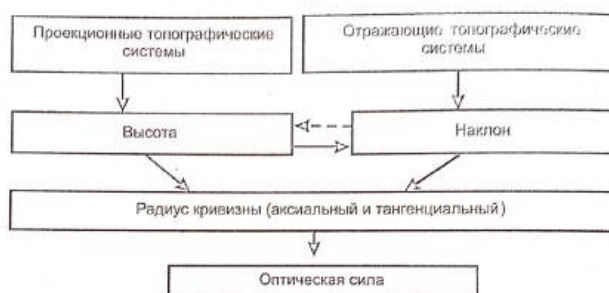 Проекционные топографические
системы
Отражающие топографические
системы
Высота
Наклон
Радиус кривизны (аксиальный и тангенциальный)
Оптическая сила